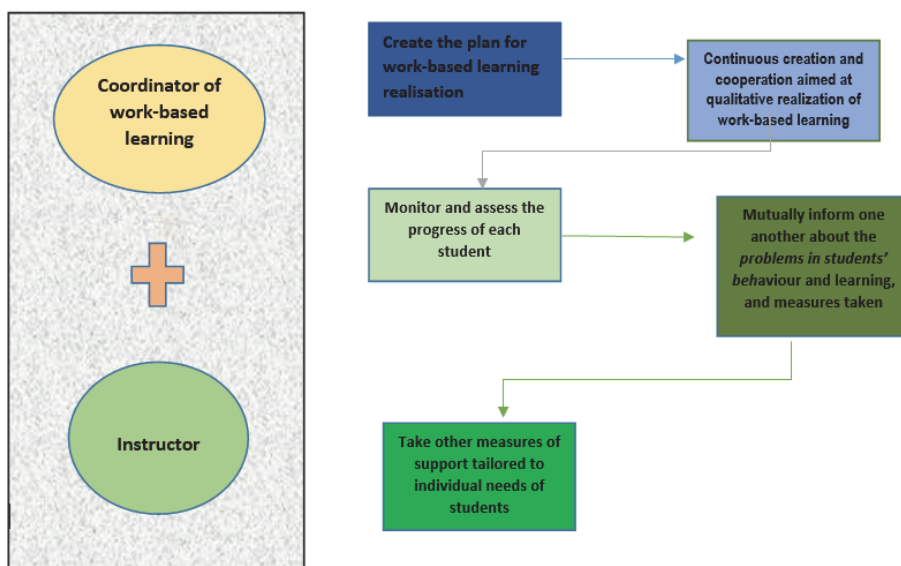 Coordinator of
work-based
learning
Instructor
Create the plan for
work-based learning
realisation
Continuous creation and
cooperation aimed at
qualitative realization of
work-based learning
Monitor and assess the
progress of each
student
Mutually inform one
another about the
problems in students'
behaviour and learning,
and measures taken
Take other measures of
support tailored to
individual needs of
students